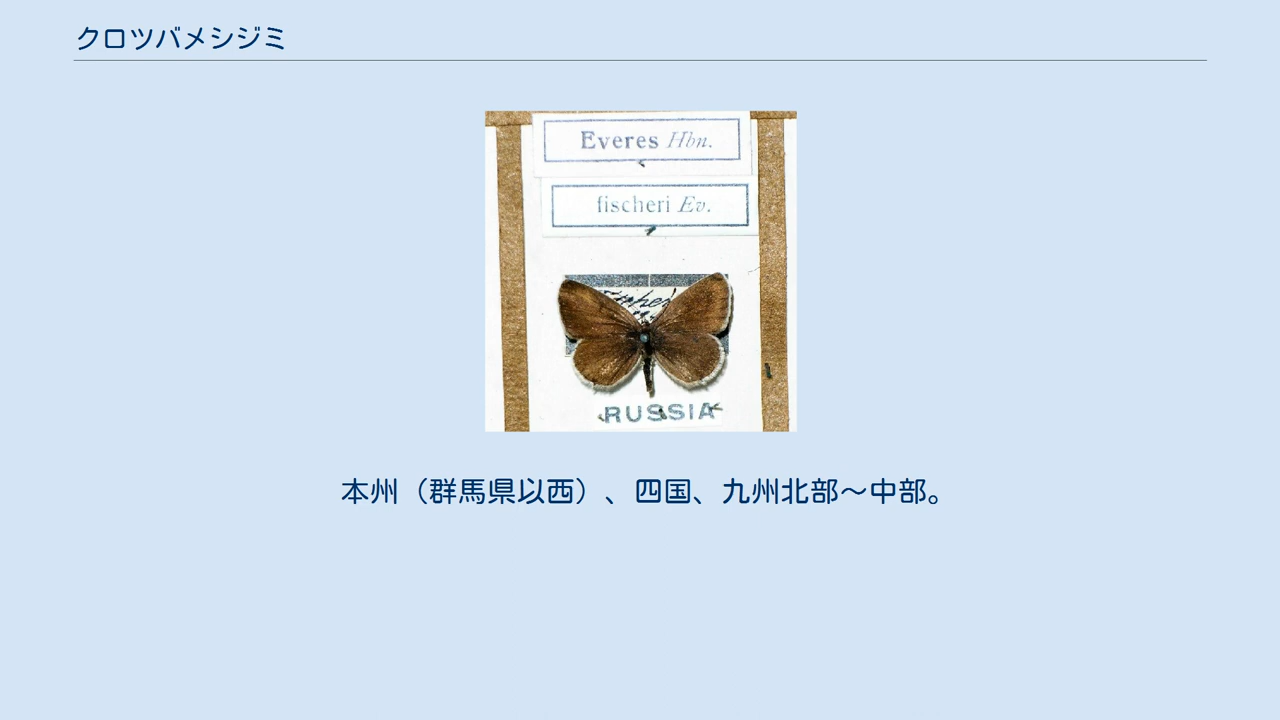 クロツバメシジミ
Everes Hbn.
fischeri Ev.
RUSSIA
本州（群馬県以西）、四国、九州北部～中部。